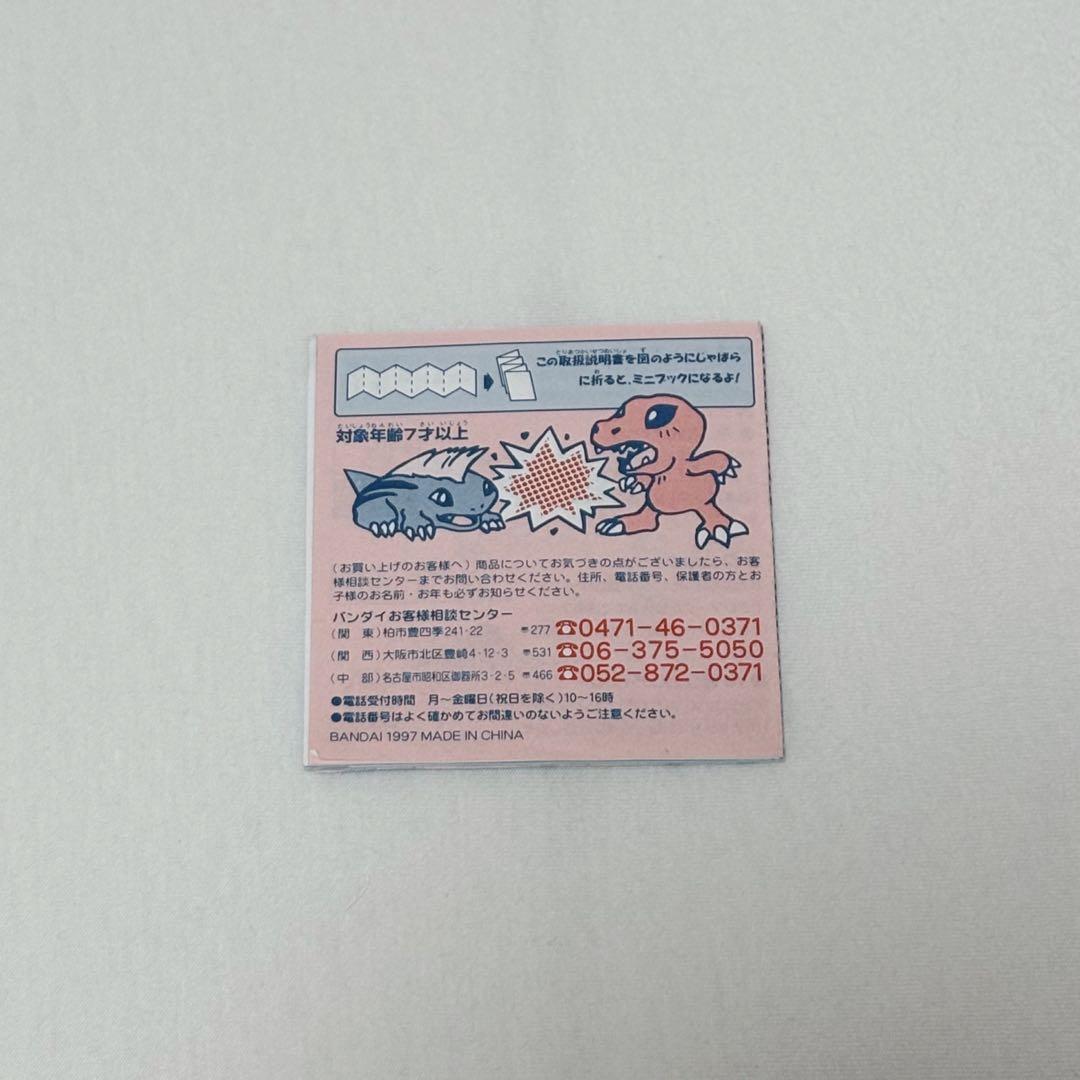 この取扱説明書を図のようにじゃばら
に折ると、ミニブックになるよ!
対象年齢7才以上
(お買い上げのお客様へ)商品についてお気づきの点がございましたら、お客
様相談センターまでお問い合わせください。住所、電話番号、保護者の方とお
子様のお名前・お年も必ずお知らせください。
バンダイお客様相談センター
(関 東)柏市豊四季241-22 〒277 ☎0471-46-0371
(関 西)大阪市北区豊崎4-12-3 〒531 ☎06-375-5050
(中 部)名古屋市昭和区御器所3-2-5 〒466 ☎052-872-0371
●電話受付時間 月～金曜日(祝日を除く)10～16時
●電話番号はよく確かめてお間違いのないようご注意ください。
BANDAI 1997 MADE IN CHINA